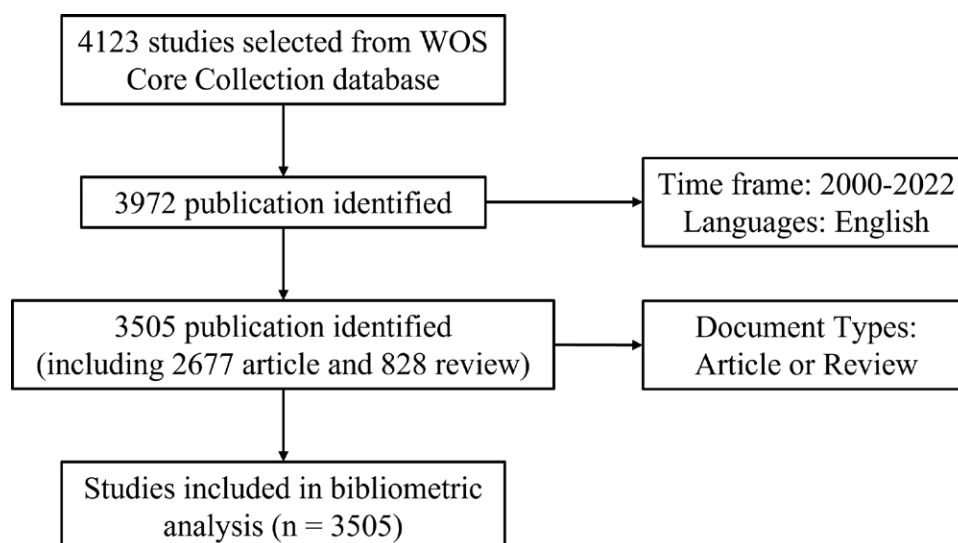 4123 studies selected from WOS
Core Collection database
3972 publication identified
Time frame: 2000-2022
Languages: English
3505 publication identified
(including 2677 article and 828 review)
Document Types:
Article or Review
Studies included in bibliometric
analysis (n = 3505)